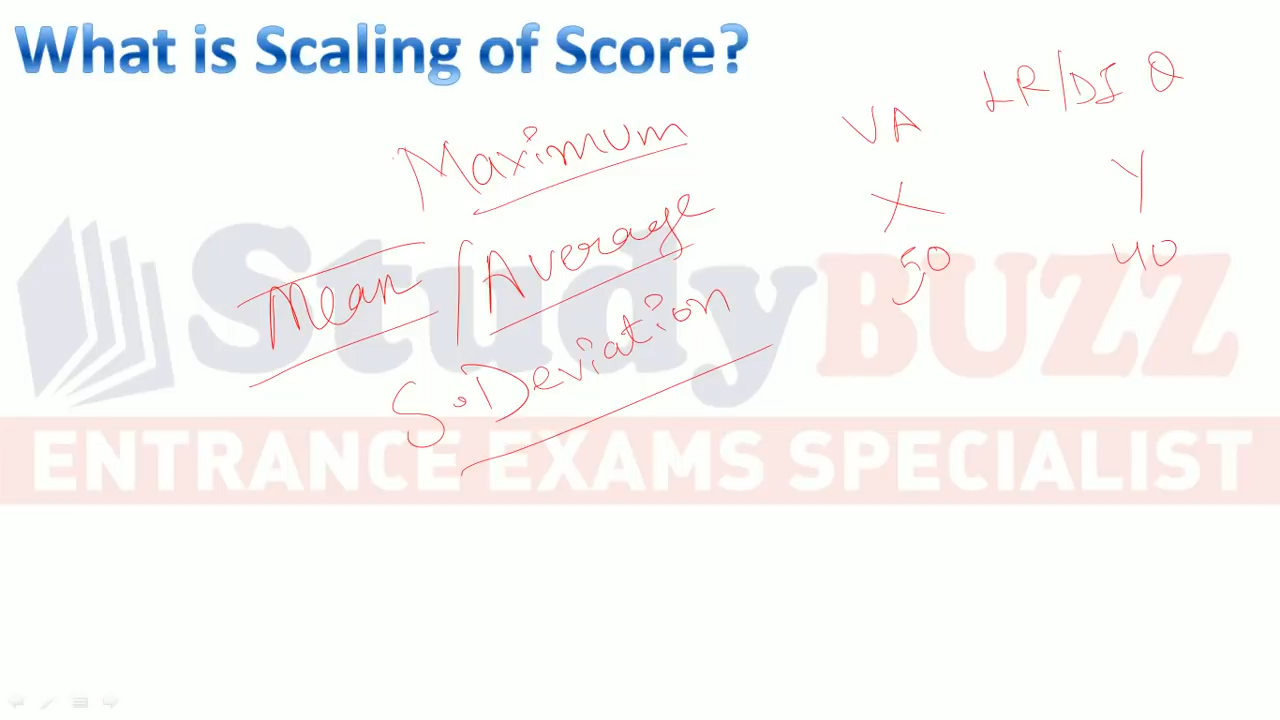 What is Scaling of Score?
Maximum
Mean / Average
S. Deviation
VA LR/DI Q
X Y
50 40
StudyBUZZ
ENTRANCE EXAMS SPECIALIST